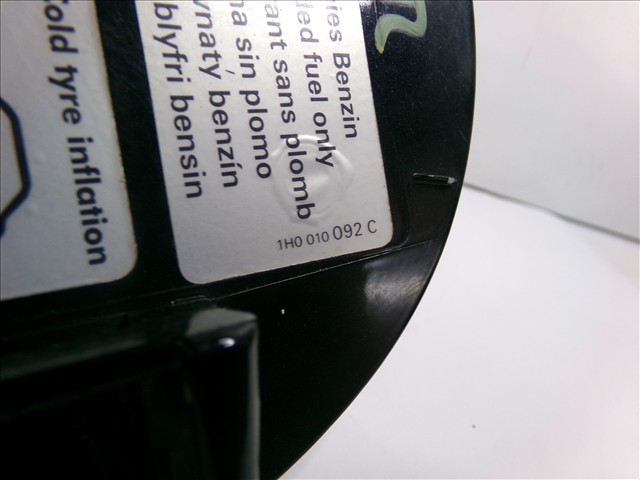 ies Benzin
ded fuel only
ant sans plomb
na sin plomo
vnatý benzín
blyfri bensin
1H0 010 092 C
Cold tyre inflation